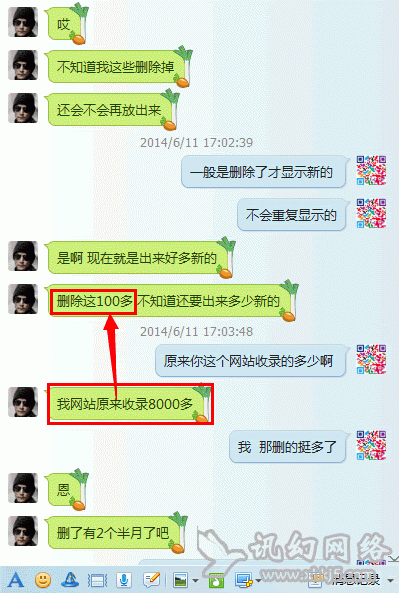 哎
不知道我这些删除掉
还会不会再放出来
2014/6/11 17:02:39
一般是删除了才显示新的
不会重复显示的
是啊 现在就是出来好多新的
删除这100多 不知道还要出来多少新的
2014/6/11 17:03:48
原来你这个网站收录的多少啊
我网站原来收录8000多
我 那删的挺多了
恩
删了有2个半月了吧
讯幻网络
消息记录